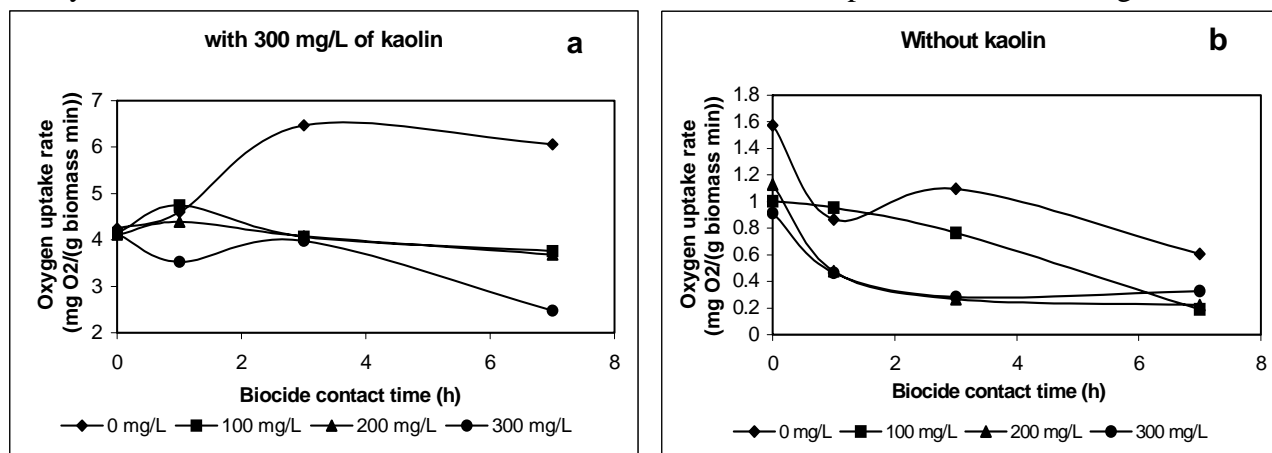 with 300 mg/L of kaolin
a
Oxygen uptake rate
(mg O2/(g biomass min))
7
6
5
4
3
2
0
2
4
6
8
Biocide contact time (h)
0 mg/L
100 mg/L
200 mg/L
300 mg/L
Without kaolin
b
Oxygen uptake rate
(mg O2/(g biomass min))
1.8
1.6
1.4
1.2
1
0.8
0.6
0.4
0.2
0
0
2
4
6
8
Biocide contact time (h)
0 mg/L
100 mg/L
200 mg/L
300 mg/L